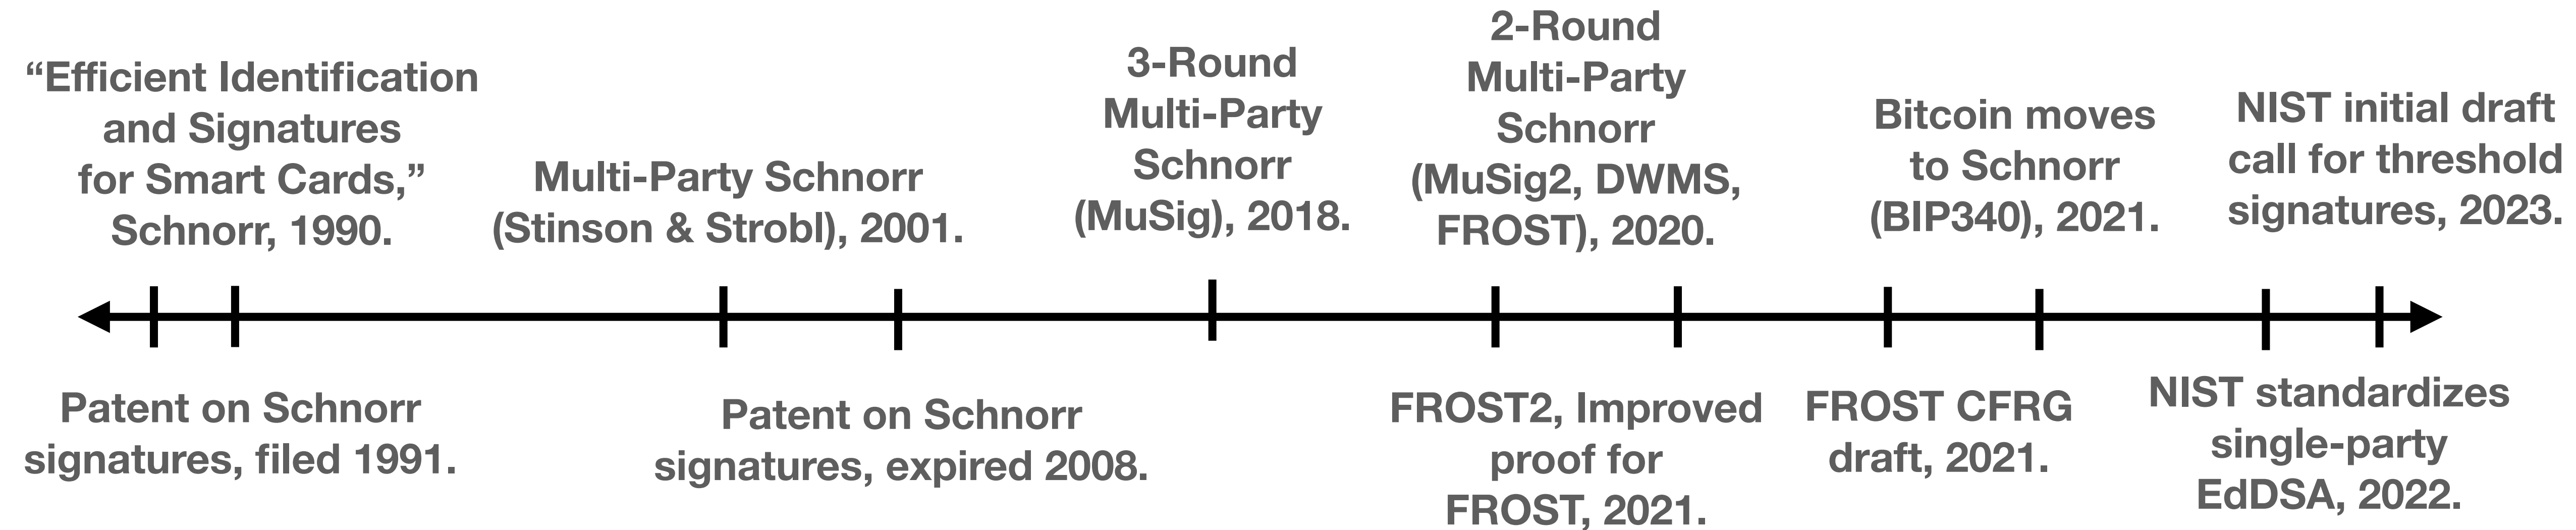 “Efficient Identification
and Signatures
for Smart Cards,”
Schnorr, 1990.
Multi-Party Schnorr
(Stinson & Strobl), 2001.
3-Round
Multi-Party
Schnorr
(MuSig), 2018.
2-Round
Multi-Party
Schnorr
(MuSig2, DWMS,
FROST), 2020.
Bitcoin moves
to Schnorr
(BIP340), 2021.
NIST initial draft
call for threshold
signatures, 2023.
Patent on Schnorr
signatures, filed 1991.
Patent on Schnorr
signatures, expired 2008.
FROST2, Improved
proof for
FROST, 2021.
FROST CFRG
draft, 2021.
NIST standardizes
single-party
EdDSA, 2022.